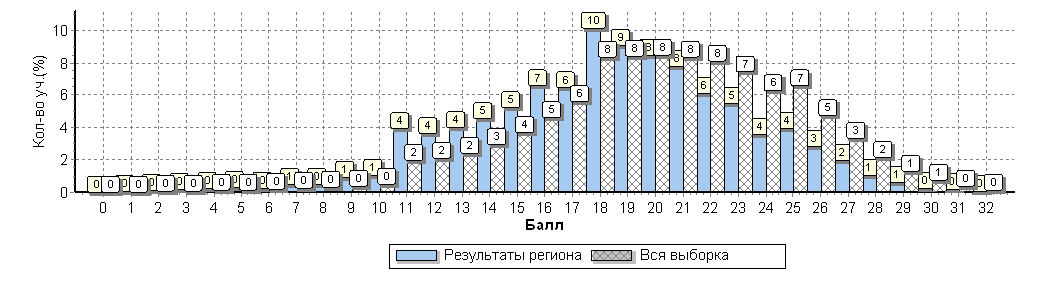 10
8
6
4
2
0
Кол-во уч.(%)
0 0 0 0 0 0 0 0 0 0 0 0 0 0 1 0 0 0 1 0 1 0 4 2 4 2 4 2 5 3 5 4 7 5 6 6 10 8 9 8 8 8 8 8 6 8 5 7 4 6 4 7 3 5 2 3 1 2 1 1 0 1 0 0 0 0
0 1 2 3 4 5 6 7 8 9 10 11 12 13 14 15 16 17 18 19 20 21 22 23 24 25 26 27 28 29 30 31 32
Балл
Результаты региона Вся выборка